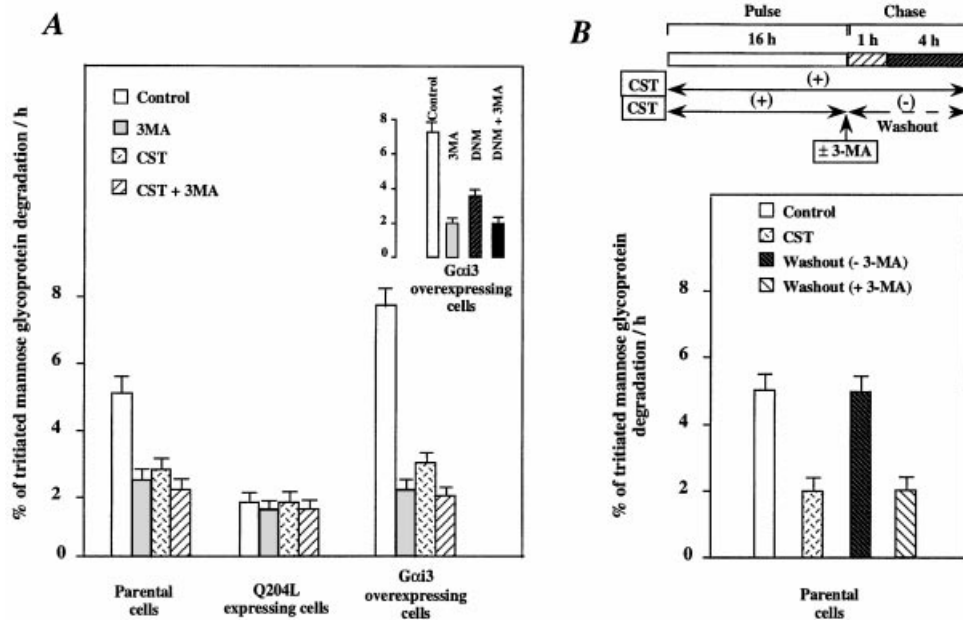 A
% of tritiated mannose glycoprotein degradation / h
8
6
4
2
0
Control
3MA
CST
CST + 3MA
8
6
4
2
0
Control
3MA
DNM
DNM + 3MA
Gαi3
overexpressing
cells
Parental
cells
Q204L
expressing cells
Gαi3
overexpressing
cells
B
Pulse
Chase
16 h
1 h
4 h
CST
(+)
CST
(+)
(-)
Washout
± 3-MA
Control
CST
Washout (- 3-MA)
Washout (+ 3-MA)
% of tritiated mannose glycoprotein
degradation / h
8
6
4
2
0
Parental
cells